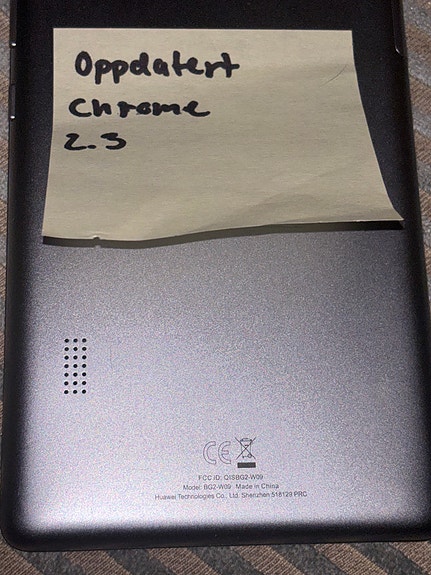 Oppdatert
Chrome
2.3
CE
FCC ID: QISBG2-W09
Model: BG2-W09 Made in China
Huawei Technologies Co., Ltd. Shenzhen 518129 PRC